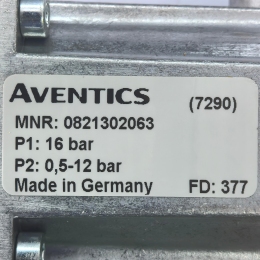 AVENTICS (7290)
MNR: 0821302063
P1: 16 bar
P2: 0,5-12 bar
Made in Germany FD: 377